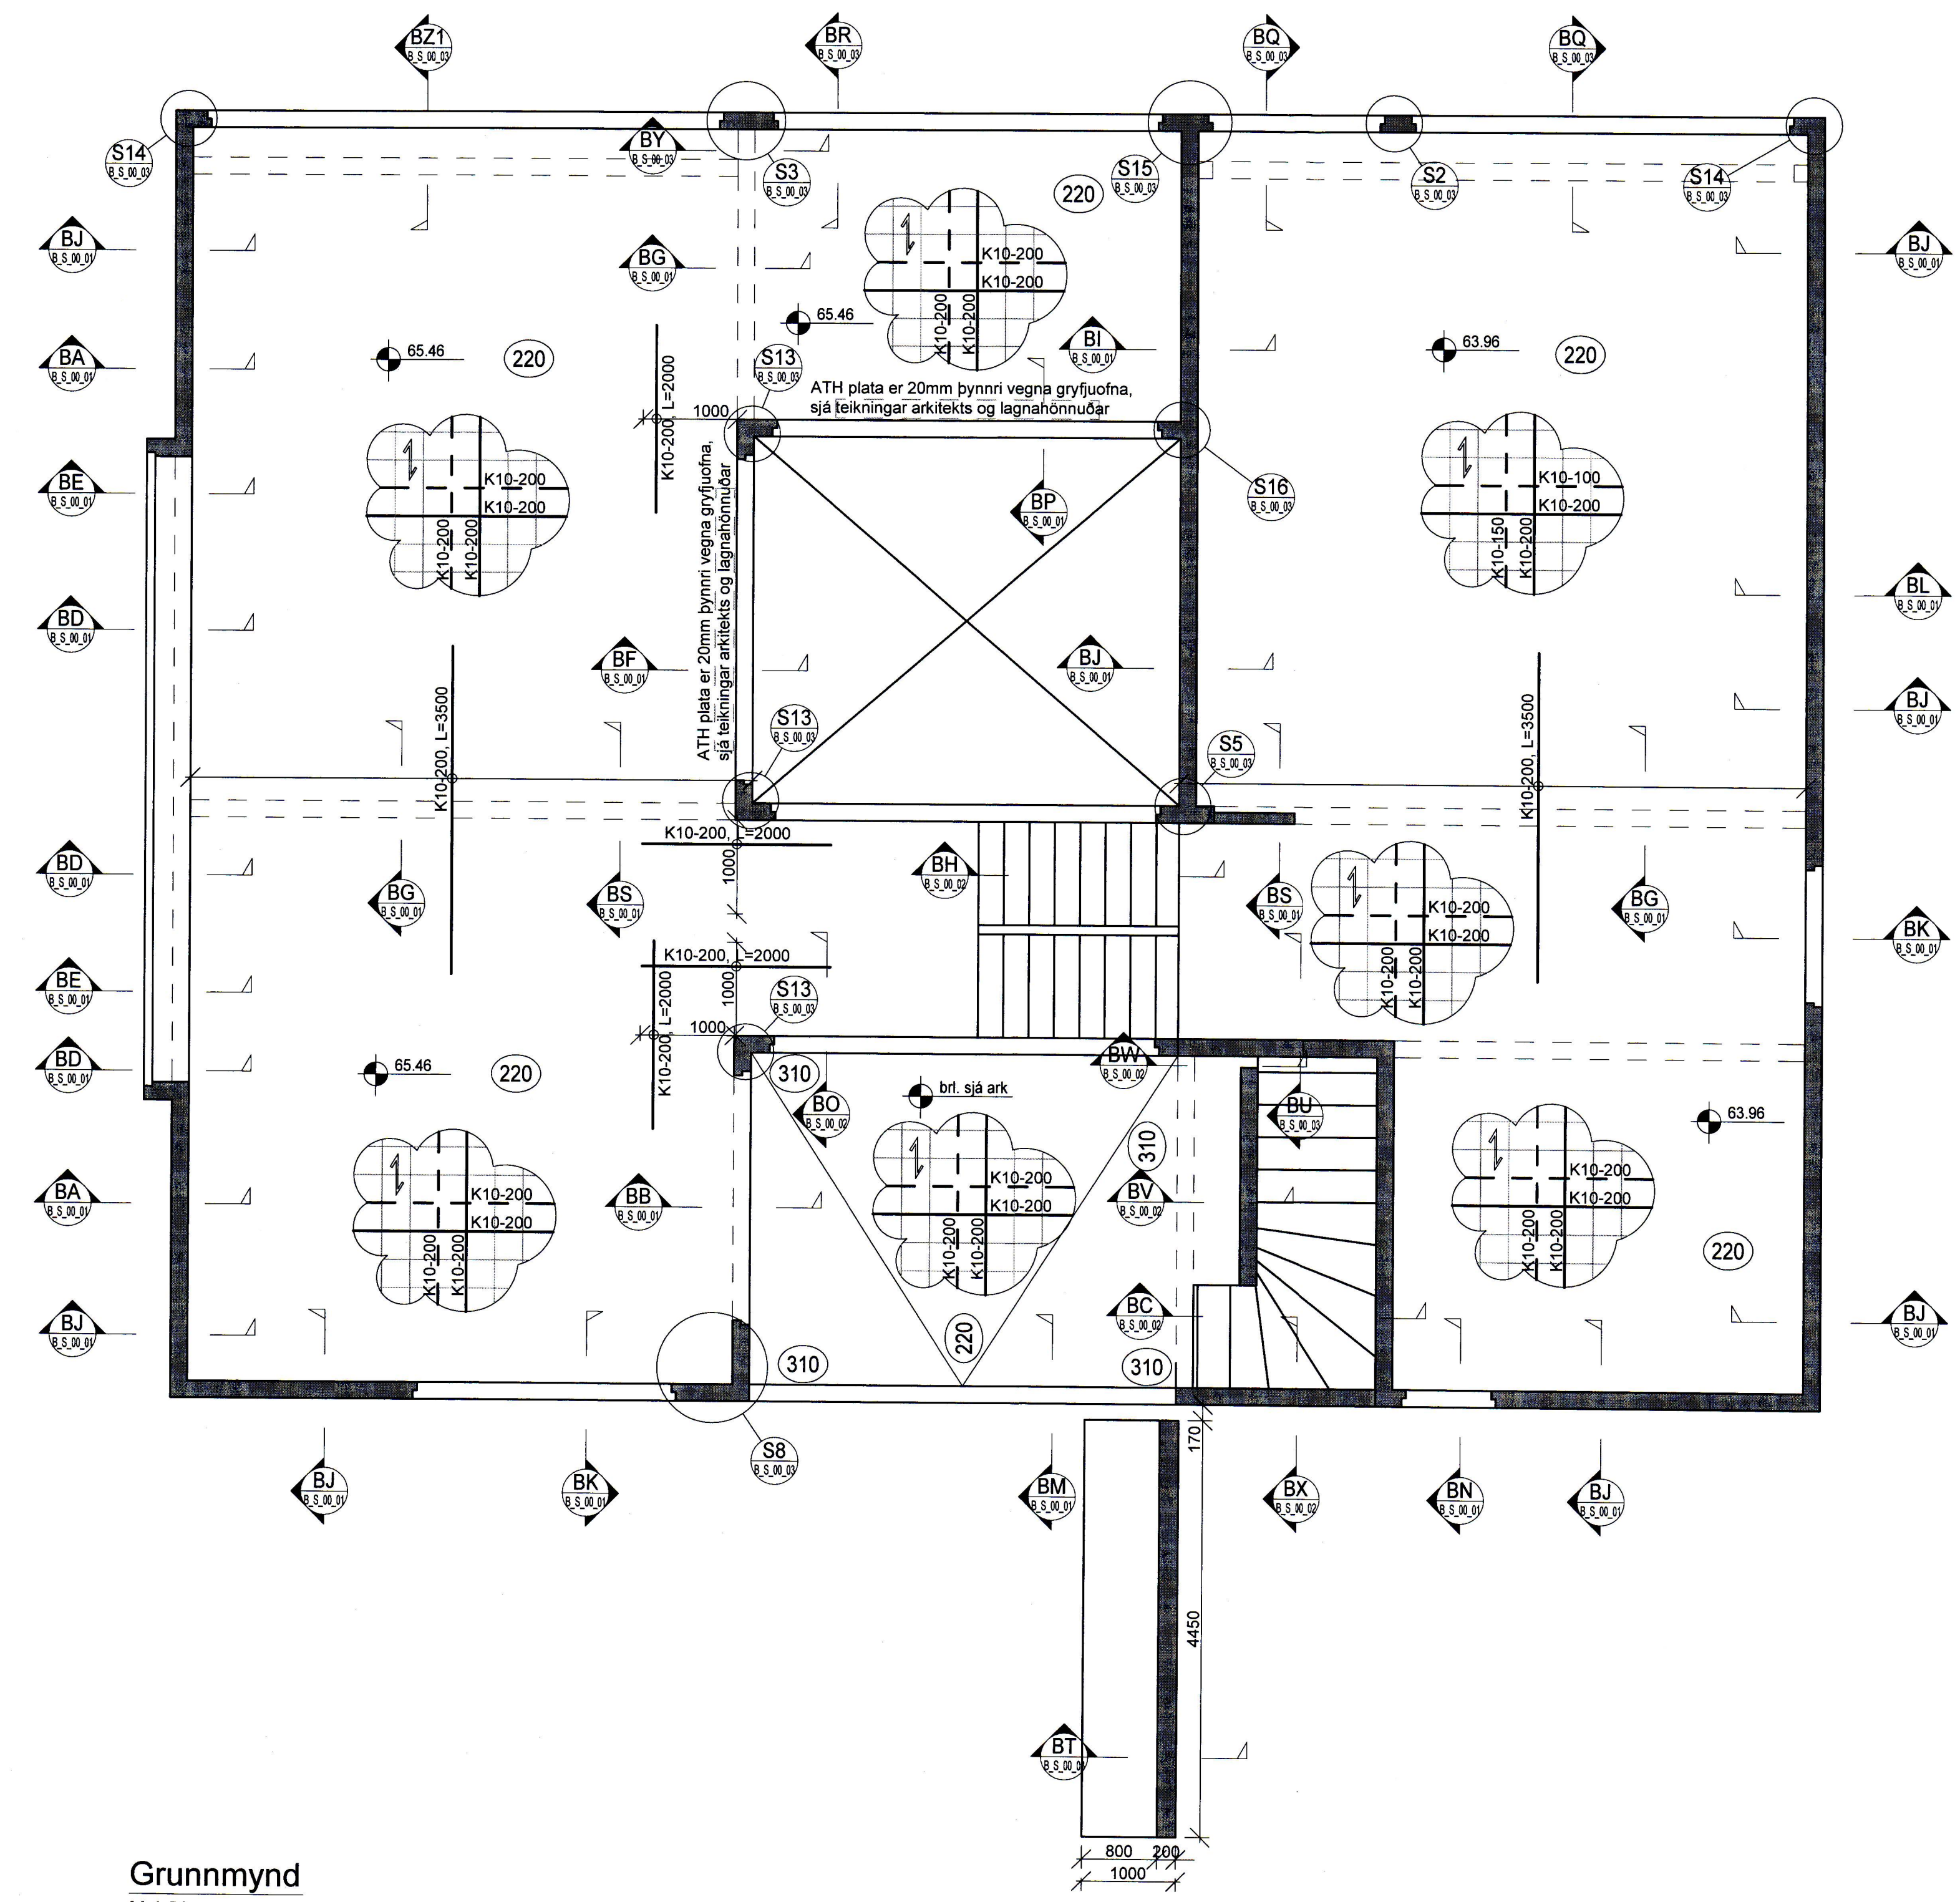 BZ1
B_S_00_03
BR
B_S_00_03
BQ
B_S_00_03
BQ
B_S_00_03
S14
B_S_00_03
BY
B_S_00_03
S3
B_S_00_03
S15
B_S_00_03
S2
B_S_00_03
S14
B_S_00_03
220
BJ
B_S_00_01
BG
B_S_00_01
K10-200
K10-200
K10-200
K10-200
BJ
B_S_00_01
65.46
BI
B_S_00_01
BA
B_S_00_01
65.46
220
S13
B_S_00_03
63.96
220
K10-200, L=2000
1000
ATH plata er 20mm þynnri vegna gryfjuofna,
sjá teikningar arkitekts og lagnahönnuðar
BE
B_S_00_01
K10-200
K10-200
K10-200
K10-200
ATH plata er 20mm þynnri vegna gryfjuofna,
sjá teikningar arkitekts og lagnahönnuðar
BP
B_S_00_01
S16
B_S_00_03
K10-100
K10-200
K10-150
K10-200
BD
B_S_00_01
BF
B_S_00_01
BJ
B_S_00_01
BL
B_S_00_01
K10-200, L=3500
S13
B_S_00_03
S5
B_S_00_03
K10-200, L=3500
BJ
B_S_00_01
K10-200, L=2000
1000
BD
B_S_00_01
BG
B_S_00_01
BS
B_S_00_01
BH
B_S_00_02
BS
B_S_00_01
K10-200
K10-200
K10-200
K10-200
BG
B_S_00_01
BK
B_S_00_01
K10-200, L=2000
1000
BE
B_S_00_01
K10-200, L=2000
1000
S13
B_S_00_03
BD
B_S_00_01
65.46
220
310
BO
B_S_00_02
brl. sjá ark
BW
B_S_00_02
BU
B_S_00_03
63.96
310
BA
B_S_00_01
K10-200
K10-200
K10-200
K10-200
BB
B_S_00_01
K10-200
K10-200
K10-200
K10-200
BV
B_S_00_02
K10-200
K10-200
K10-200
K10-200
220
BJ
B_S_00_01
BC
B_S_00_02
BJ
B_S_00_01
220
310
310
S8
B_S_00_03
170
BJ
B_S_00_01
BK
B_S_00_01
BM
B_S_00_01
BX
B_S_00_02
BN
B_S_00_01
BJ
B_S_00_01
4450
BT
800
200
1000
Grunnmynd